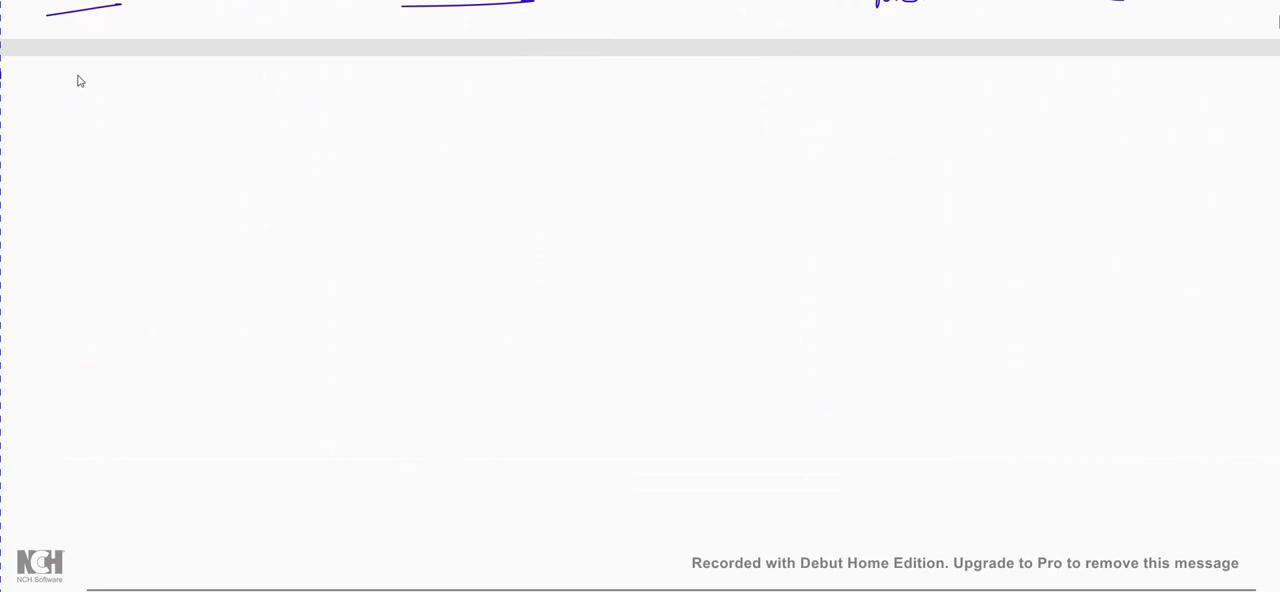 NCH
NCH Software
Recorded with Debut Home Edition. Upgrade to Pro to remove this message